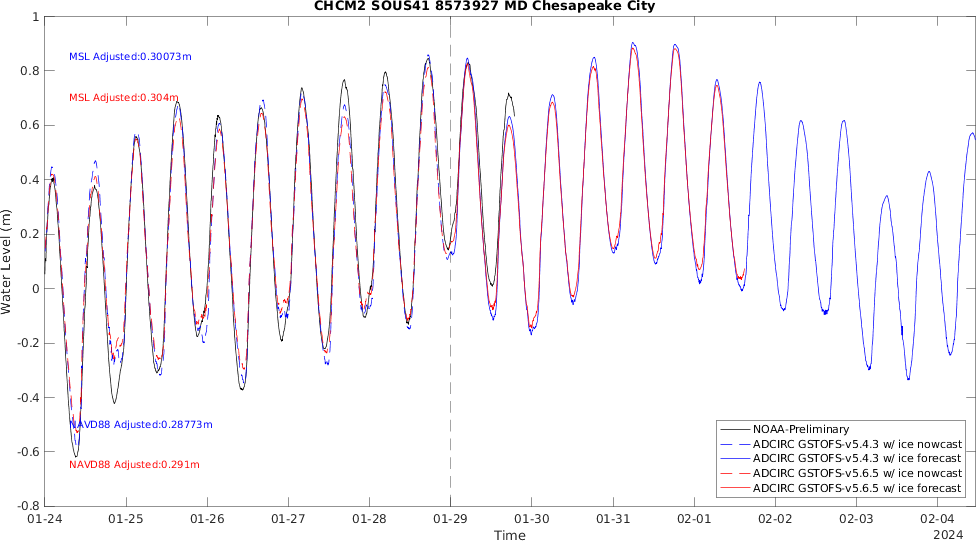 CHCM2 SOUS41 8573927 MD Chesapeake City
Water Level (m)
1
0.8
0.6
0.4
0.2
0
-0.2
-0.4
-0.6
-0.8
MSL Adjusted:0.30073m
MSL Adjusted:0.304m
NAVD88 Adjusted:0.28773m
NAVD88 Adjusted:0.291m
NOAA-Preliminary
ADCIRC GSTOFS-v5.4.3 w/ ice nowcast
ADCIRC GSTOFS-v5.4.3 w/ ice forecast
ADCIRC GSTOFS-v5.6.5 w/ ice nowcast
ADCIRC GSTOFS-v5.6.5 w/ ice forecast
01-24 01-25 01-26 01-27 01-28 01-29 01-30 01-31 02-01 02-02 02-03 02-04
Time
2024